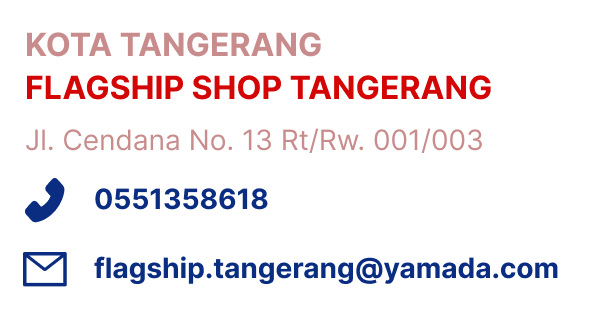 KOTA TANGERANG
FLAGSHIP SHOP TANGERANG
Jl. Cendana No. 13 Rt/Rw. 001/003
0551358618
flagship.tangerang@yamada.com